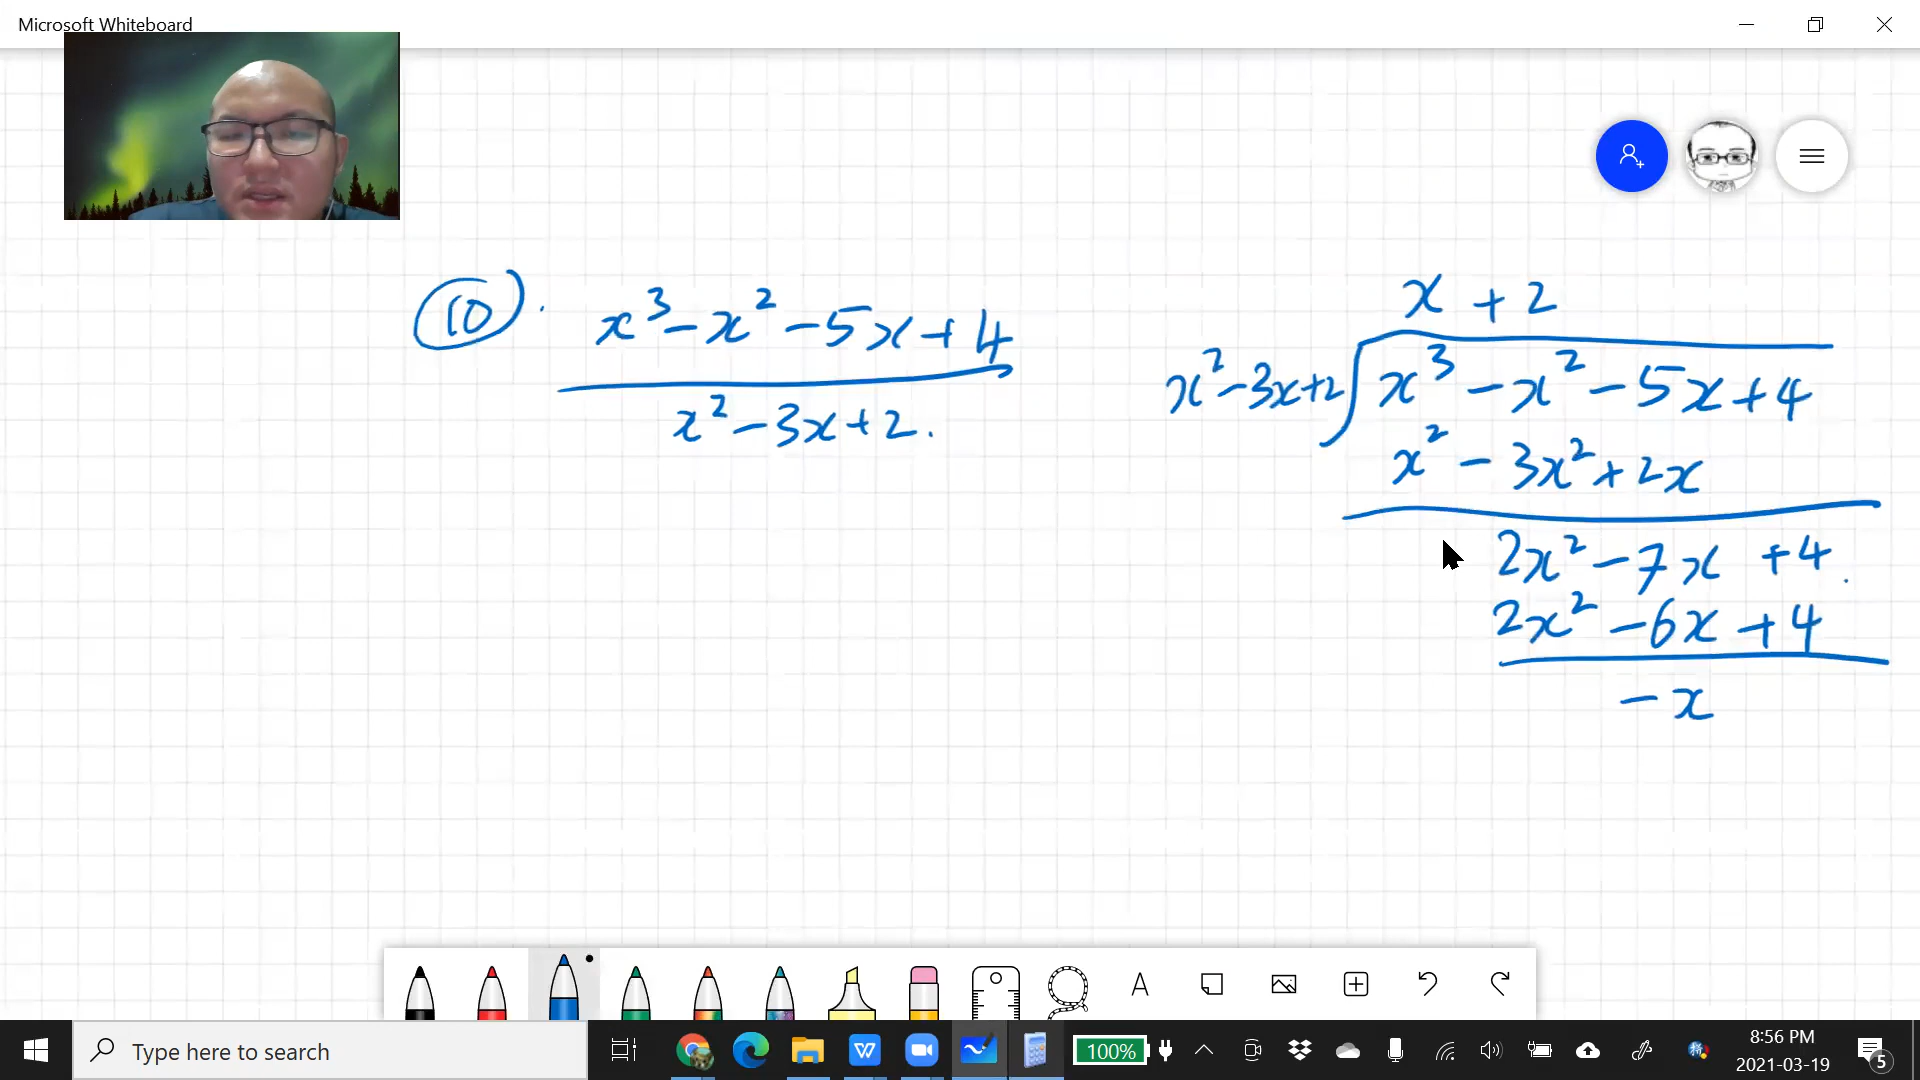 Microsoft Whiteboard
(10). x³ - x² - 5x + 4
x² - 3x + 2.
x + 2
x² - 3x + 2 x³ - x² - 5x + 4
x² - 3x² + 2x
2x² - 7x + 4.
2x² - 6x + 4
- x
A
Type here to search
100%
8:56 PM
2021-03-19
5